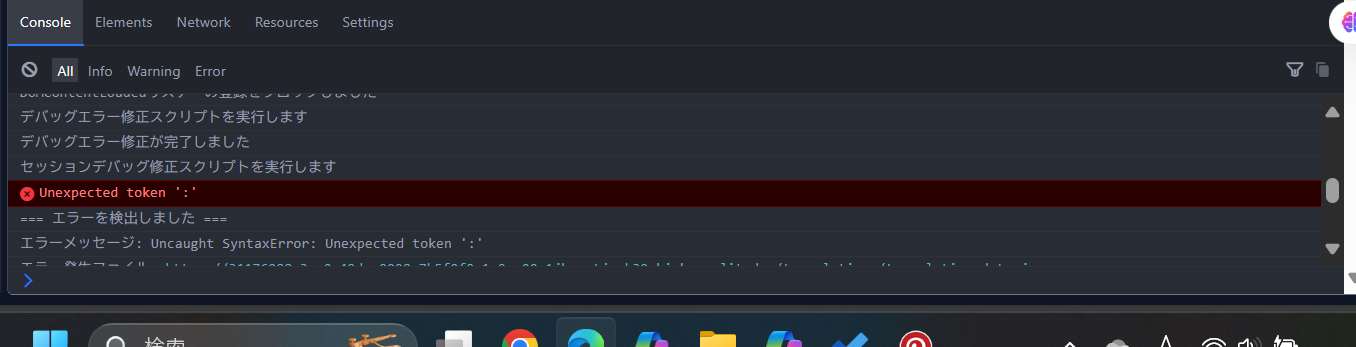 Console Elements Network Resources Settings
All Info Warning Error
デバッグエラー修正スクリプトを実行します
デバッグエラー修正が完了しました
セッションデバッグ修正スクリプトを実行します
Unexpected token ':'
=== エラーを検出しました ===
エラーメッセージ: Uncaught SyntaxError: Unexpected token ':'
検索